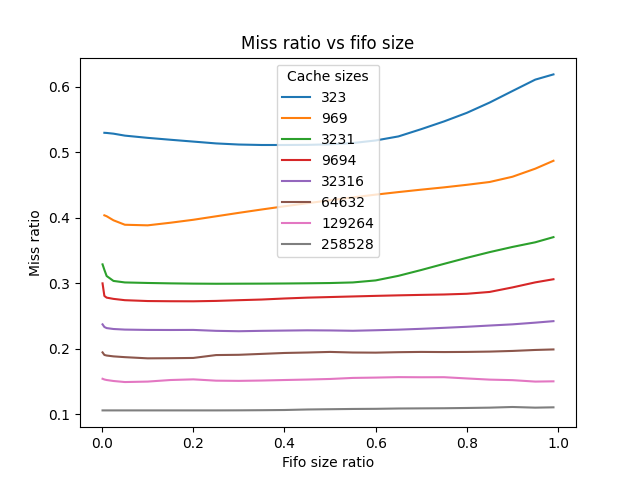 Miss ratio vs fifo size
Cache sizes
323
969
3231
9694
32316
64632
129264
258528
Miss ratio
0.6
0.5
0.4
0.3
0.2
0.1
0.0 0.2 0.4 0.6 0.8 1.0
Fifo size ratio